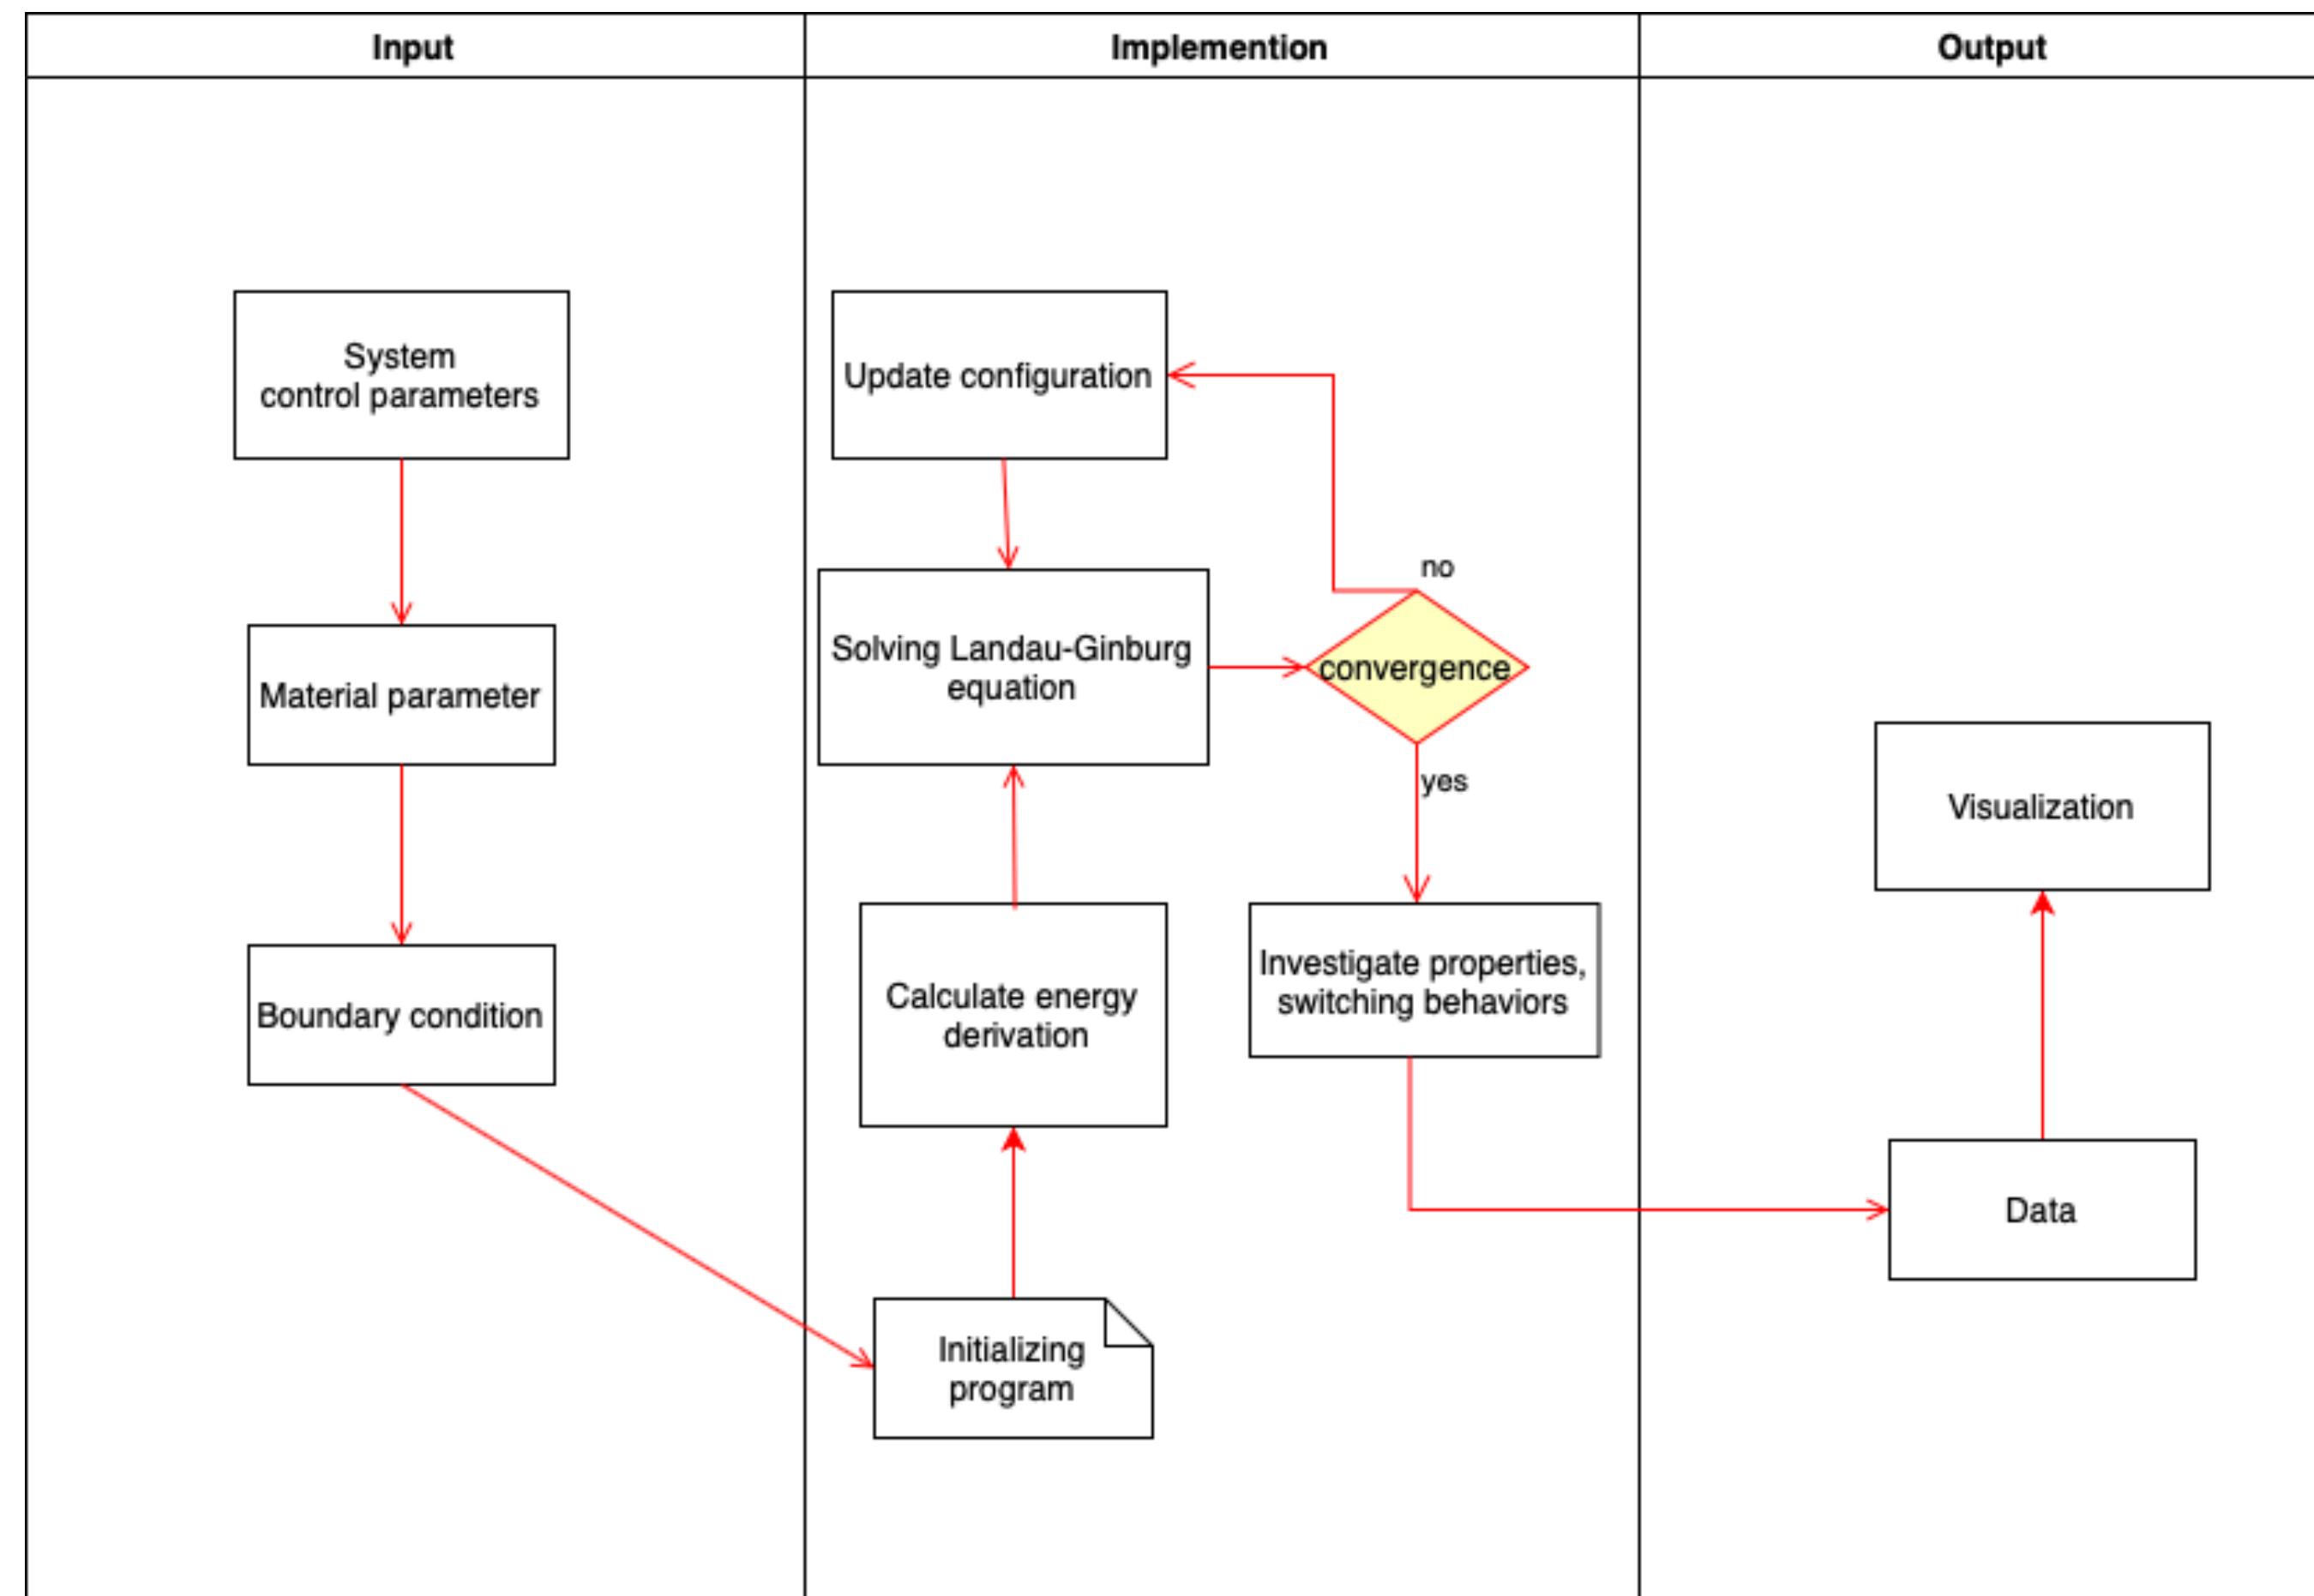 Input
Implemention
Output
System
control parameters
Material parameter
Boundary condition
Update configuration
Solving Landau-Ginburg
equation
no
convergence
yes
Calculate energy
derivation
Investigate properties,
switching behaviors
Initializing
program
Visualization
Data